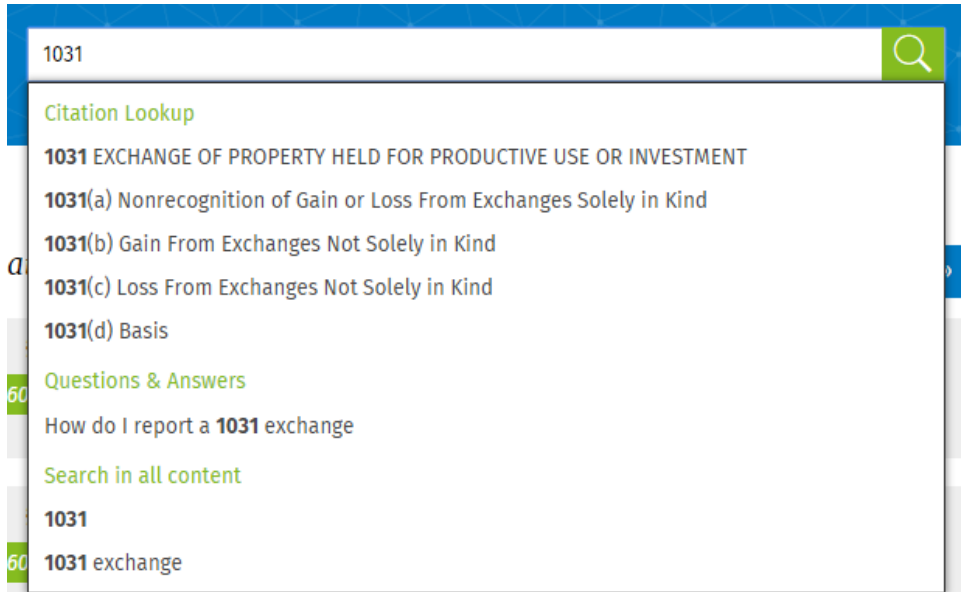 1031
Citation Lookup
1031 EXCHANGE OF PROPERTY HELD FOR PRODUCTIVE USE OR INVESTMENT
1031(a) Nonrecognition of Gain or Loss From Exchanges Solely in Kind
1031(b) Gain From Exchanges Not Solely in Kind
1031(c) Loss From Exchanges Not Solely in Kind
1031(d) Basis
Questions & Answers
How do I report a 1031 exchange
Search in all content
1031
1031 exchange